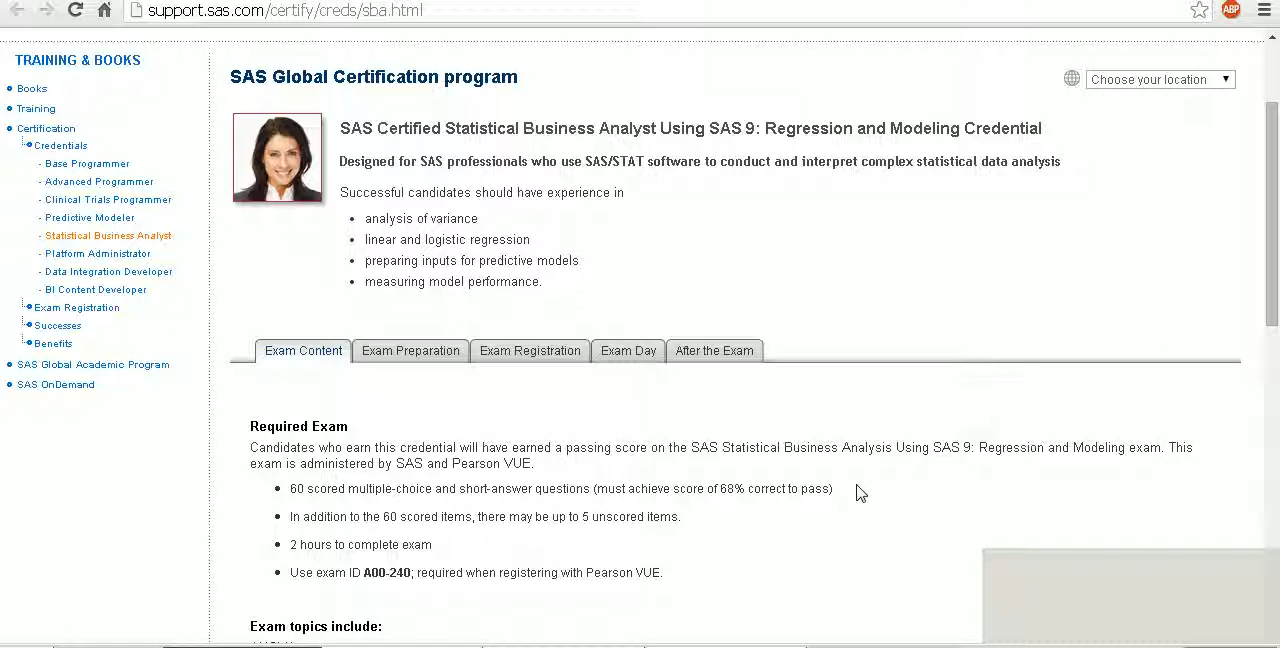 support.sas.com/certify/creds/sba.html
ABP
TRAINING & BOOKS
Books
Training
Certification
Credentials
- Base Programmer
- Advanced Programmer
- Clinical Trials Programmer
- Predictive Modeler
- Statistical Business Analyst
- Platform Administrator
- Data Integration Developer
- BI Content Developer
Exam Registration
Successes
Benefits
SAS Global Academic Program
SAS OnDemand
SAS Global Certification program
Choose your location
SAS Certified Statistical Business Analyst Using SAS 9: Regression and Modeling Credential
Designed for SAS professionals who use SAS/STAT software to conduct and interpret complex statistical data analysis
Successful candidates should have experience in
• analysis of variance
• linear and logistic regression
• preparing inputs for predictive models
• measuring model performance.
Exam Content Exam Preparation Exam Registration Exam Day After the Exam
Required Exam
Candidates who earn this credential will have earned a passing score on the SAS Statistical Business Analysis Using SAS 9: Regression and Modeling exam. This
exam is administered by SAS and Pearson VUE.
• 60 scored multiple-choice and short-answer questions (must achieve score of 68% correct to pass)
• In addition to the 60 scored items, there may be up to 5 unscored items.
• 2 hours to complete exam
• Use exam ID A00-240; required when registering with Pearson VUE.
Exam topics include: